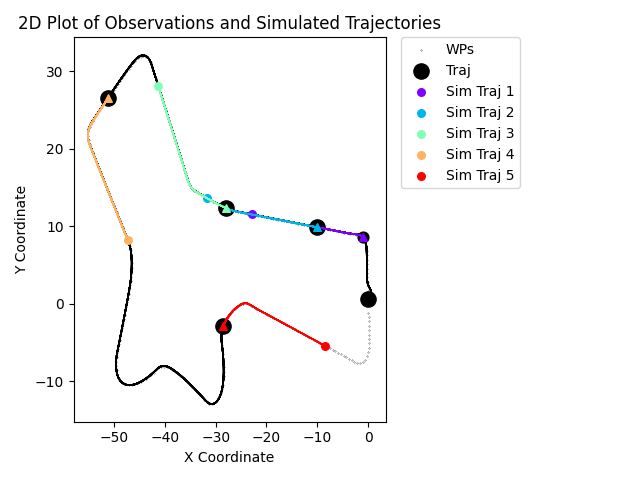 2D Plot of Observations and Simulated Trajectories
WPs
Traj
Sim Traj 1
Sim Traj 2
Sim Traj 3
Sim Traj 4
Sim Traj 5
30
20
10
0
−10
Y Coordinate
−50 −40 −30 −20 −10 0
X Coordinate